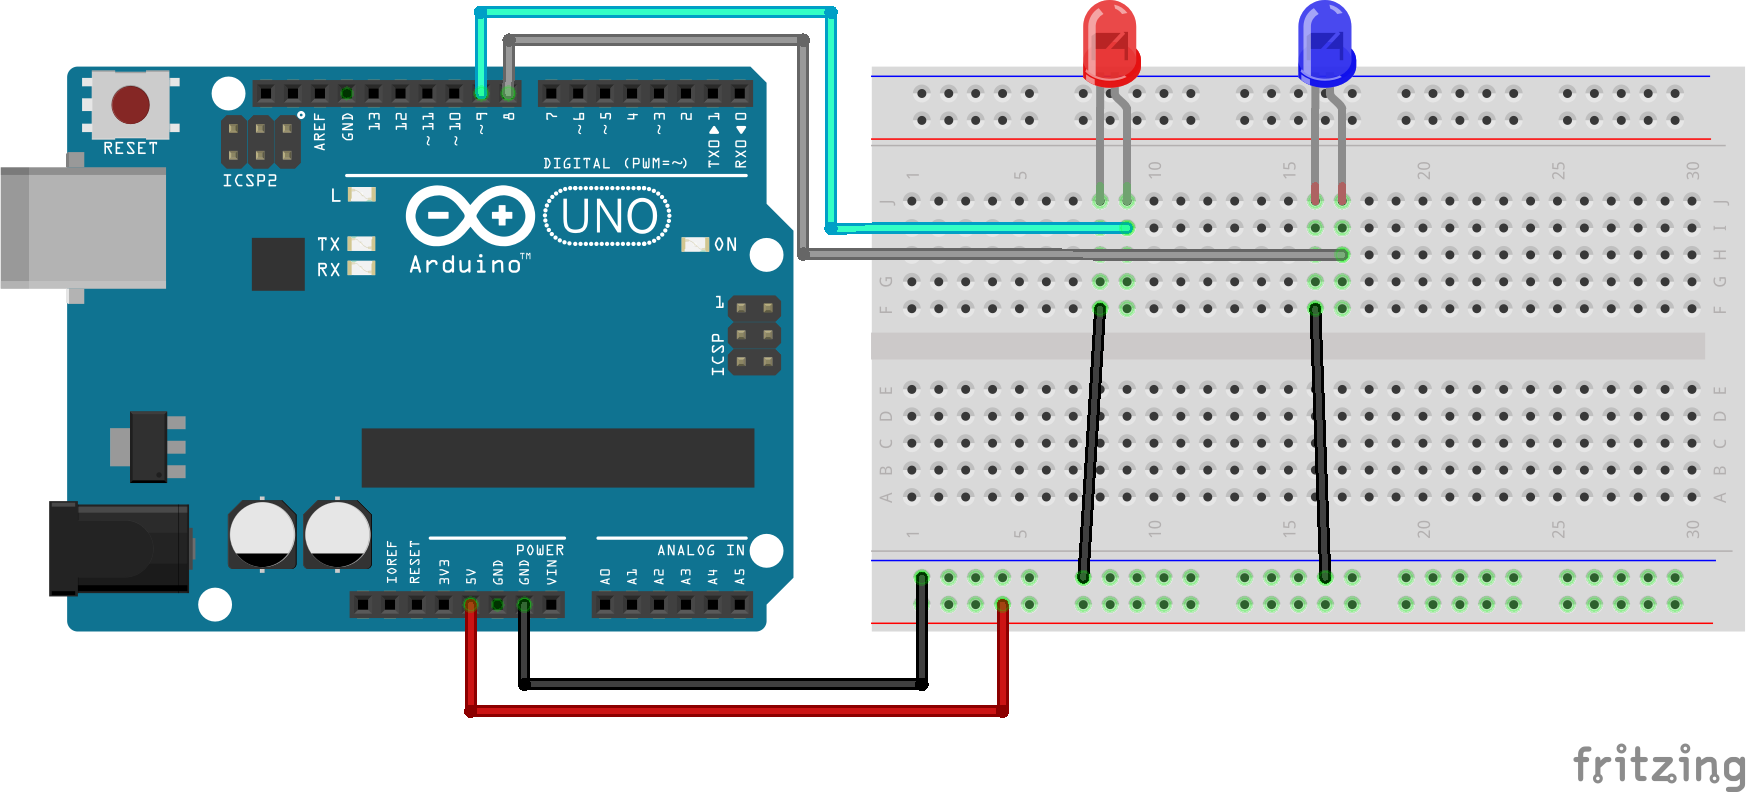 RESET
ICSP2
AREF
GND
13
12
~11
~10
~9
8
7
~6
~5
4
~3
2
TX0▶1
RX0◀0
DIGITAL (PWM=~)
L
TX
RX
UNO
ON
Arduino™
1
ICSP
IOREF
RESET
3V3
5V
GND
GND
VIN
POWER
A0
A1
A2
A3
A4
A5
ANALOG IN
1
5
10
15
20
25
30
J
I
H
G
F
E
D
C
B
A
J
I
H
G
F
E
D
C
B
A
1
5
10
15
20
25
30
fritzing